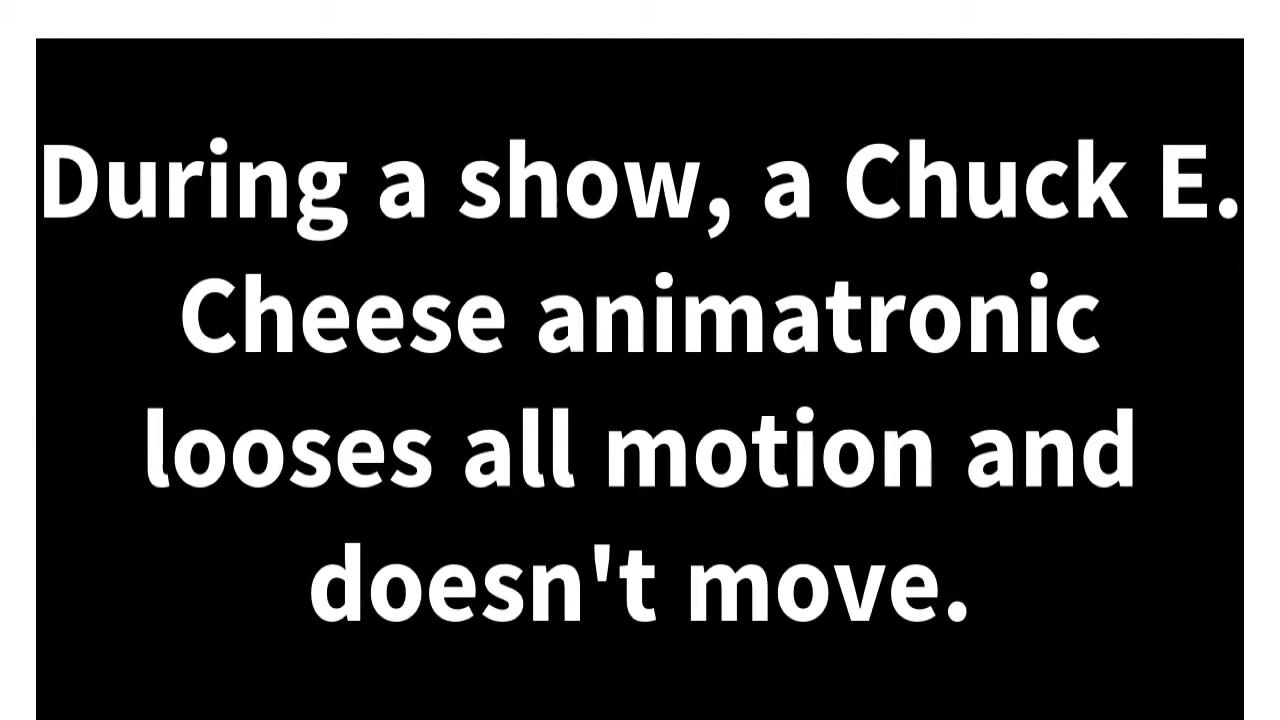 During a show, a Chuck E.
Cheese animatronic
looses all motion and
doesn't move.